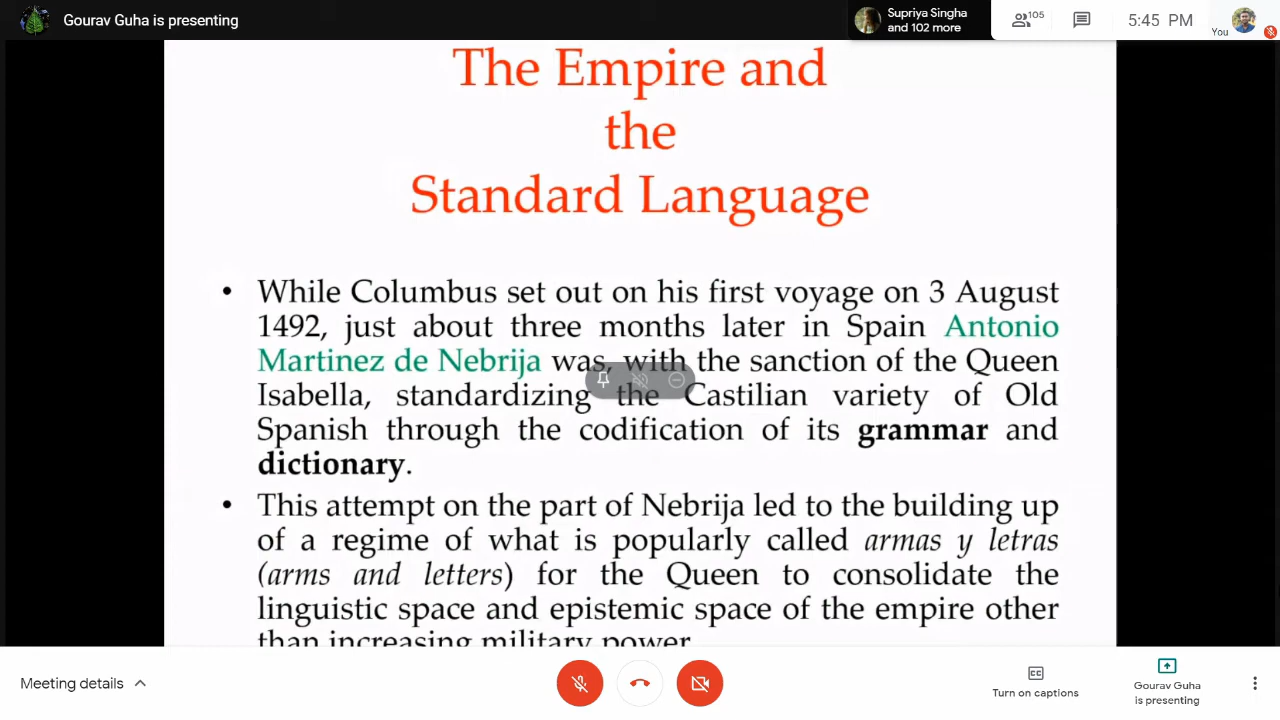 Gourav Guha is presenting
Supriya Singha
and 102 more
105
5:45 PM
You
The Empire and
the
Standard Language
• While Columbus set out on his first voyage on 3 August
1492, just about three months later in Spain Antonio
Martinez de Nebrija was, with the sanction of the Queen
Isabella, standardizing the Castilian variety of Old
Spanish through the codification of its grammar and
dictionary.
• This attempt on the part of Nebrija led to the building up
of a regime of what is popularly called armas y letras
(arms and letters) for the Queen to consolidate the
linguistic space and epistemic space of the empire other
than increasing military power.
Meeting details
CC
Turn on captions
Gourav Guha
is presenting